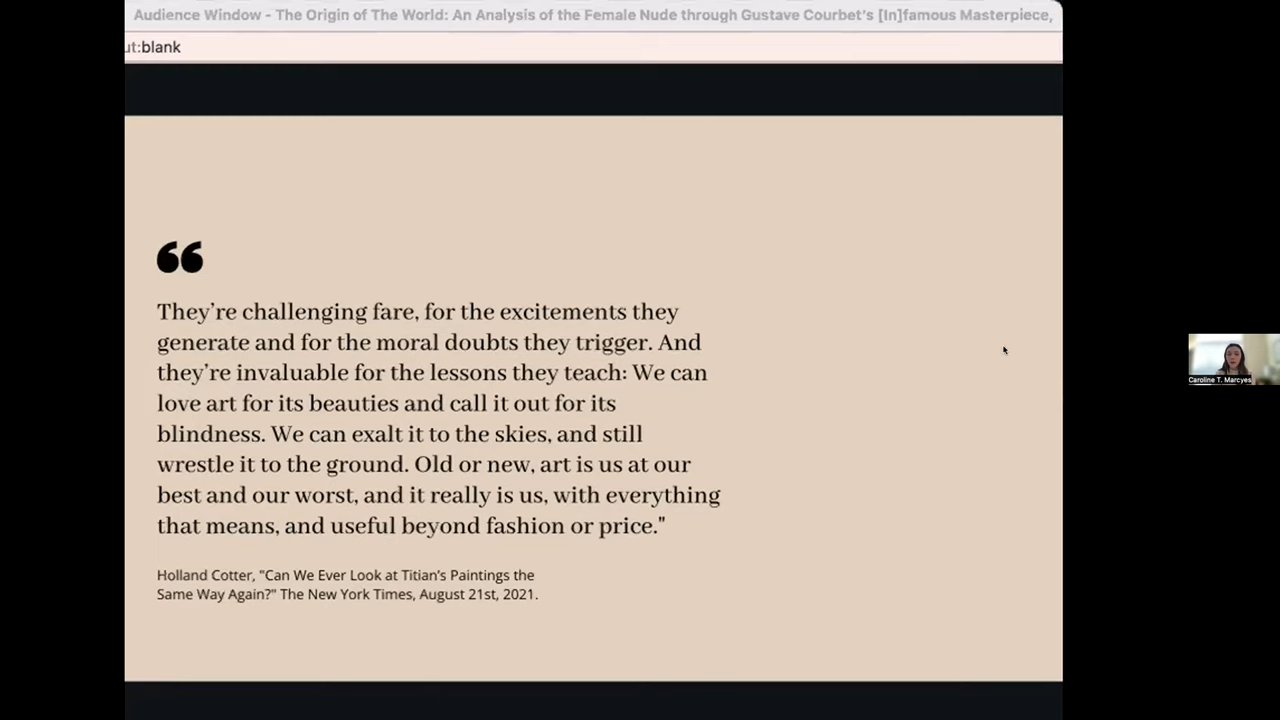 Audience Window - The Origin of The World: An Analysis of the Female Nude through Gustave Courbet's [In]famous Masterpiece,
ut:blank
“
They're challenging fare, for the excitements they
generate and for the moral doubts they trigger. And
they're invaluable for the lessons they teach: We can
love art for its beauties and call it out for its
blindness. We can exalt it to the skies, and still
wrestle it to the ground. Old or new, art is us at our
best and our worst, and it really is us, with everything
that means, and useful beyond fashion or price."
Holland Cotter, "Can We Ever Look at Titian's Paintings the
Same Way Again?" The New York Times, August 21st, 2021.
Caroline T. Marcyes